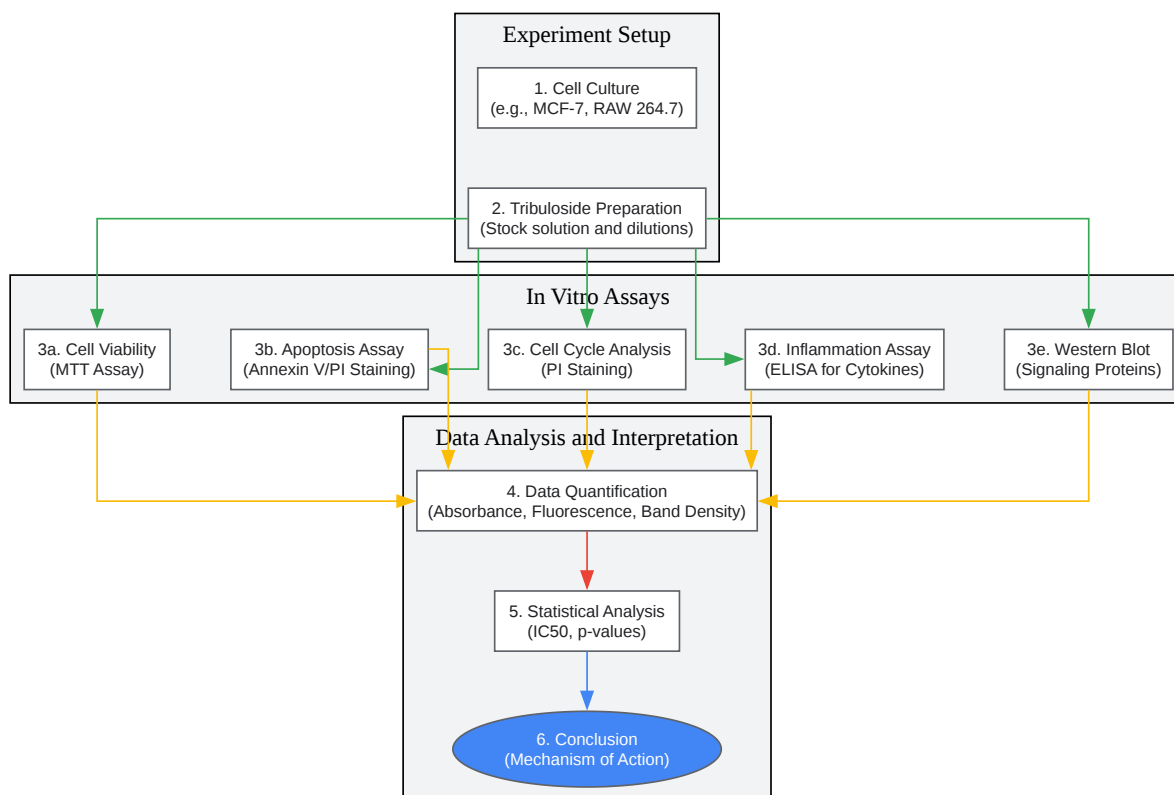 Experiment Setup
1. Cell Culture
(e.g., MCF-7, RAW 264.7)
2. Tribuloside Preparation
(Stock solution and dilutions)
In Vitro Assays
3a. Cell Viability
(MTT Assay)
3b. Apoptosis Assay
(Annexin V/PI Staining)
3c. Cell Cycle Analysis
(PI Staining)
3d. Inflammation Assay
(ELISA for Cytokines)
3e. Western Blot
(Signaling Proteins)
Data Analysis and Interpretation
4. Data Quantification
(Absorbance, Fluorescence, Band Density)
5. Statistical Analysis
(IC50, p-values)
6. Conclusion
(Mechanism of Action)